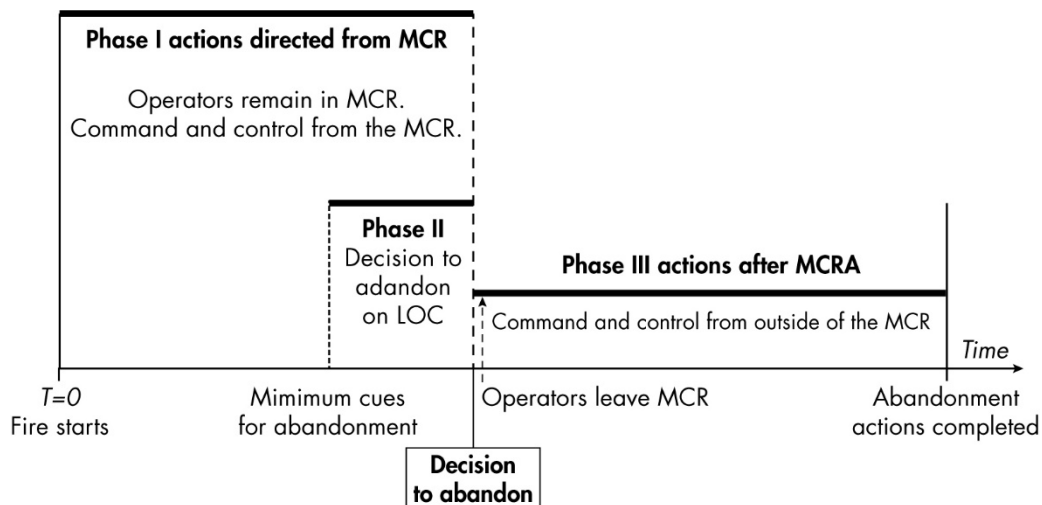 Phase I actions directed from MCR
Operators remain in MCR.
Command and control from the MCR.
Phase II
Decision to
adandon
on LOC
Phase III actions after MCRA
Command and control from outside of the MCR
Time
T=0
Fire starts
Mimimum cues
for abandonment
Operators leave MCR
Abandonment
actions completed
Decision
to abandon